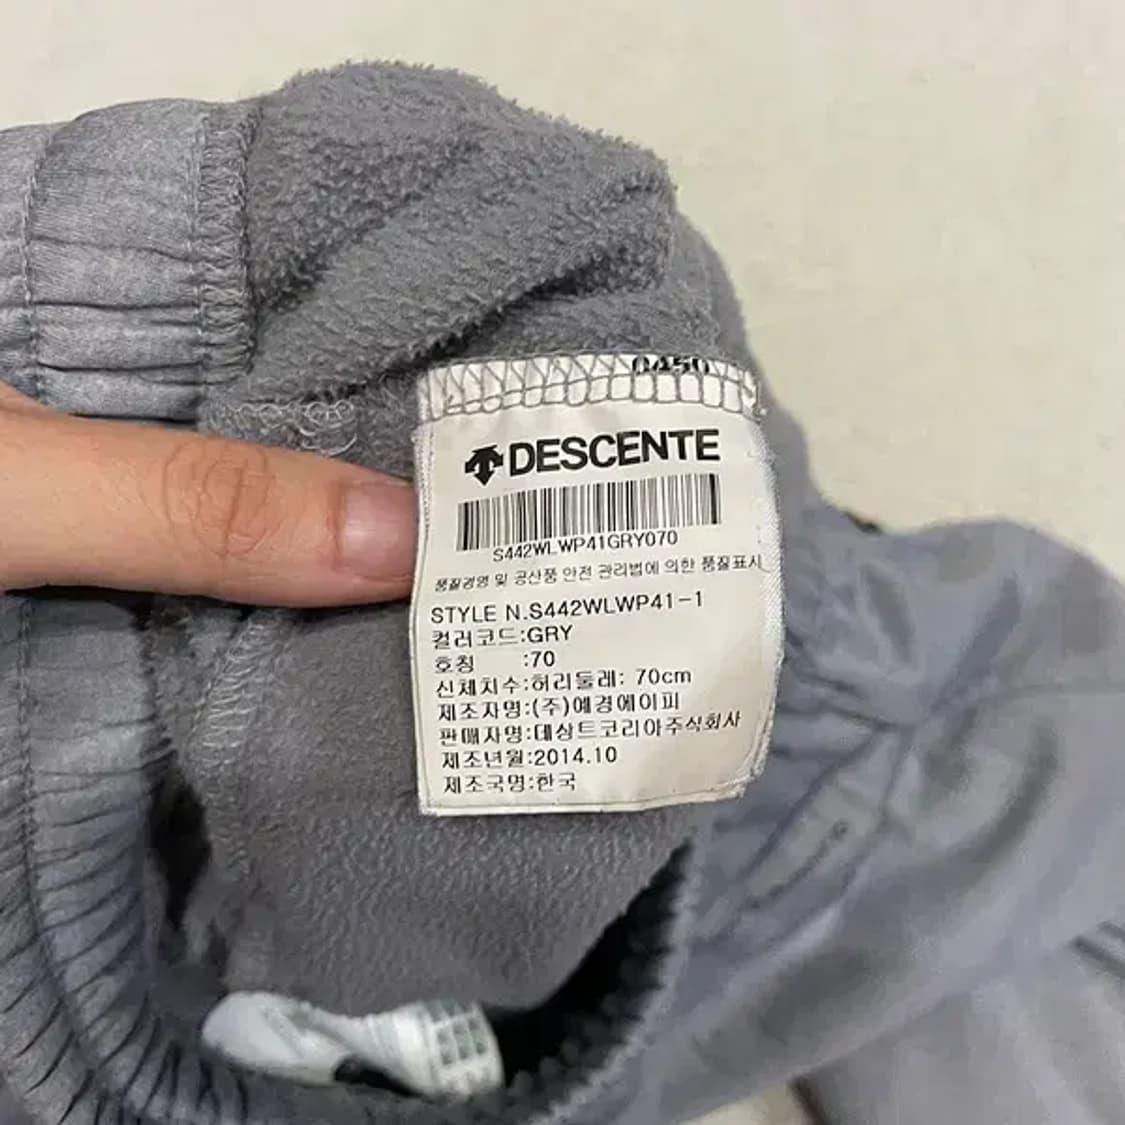 0450
DESCENTE
S442WLWP41GRY070
품질경영 및 공산품 안전 관리법에 의한 품질표시
STYLE N.S442WLWP41-1
컬러코드:GRY
호칭 :70
신체치수:허리둘레: 70cm
제조자명:(주)예경에이피
판매자명:데상트코리아주식회사
제조년월:2014.10
제조국명:한국